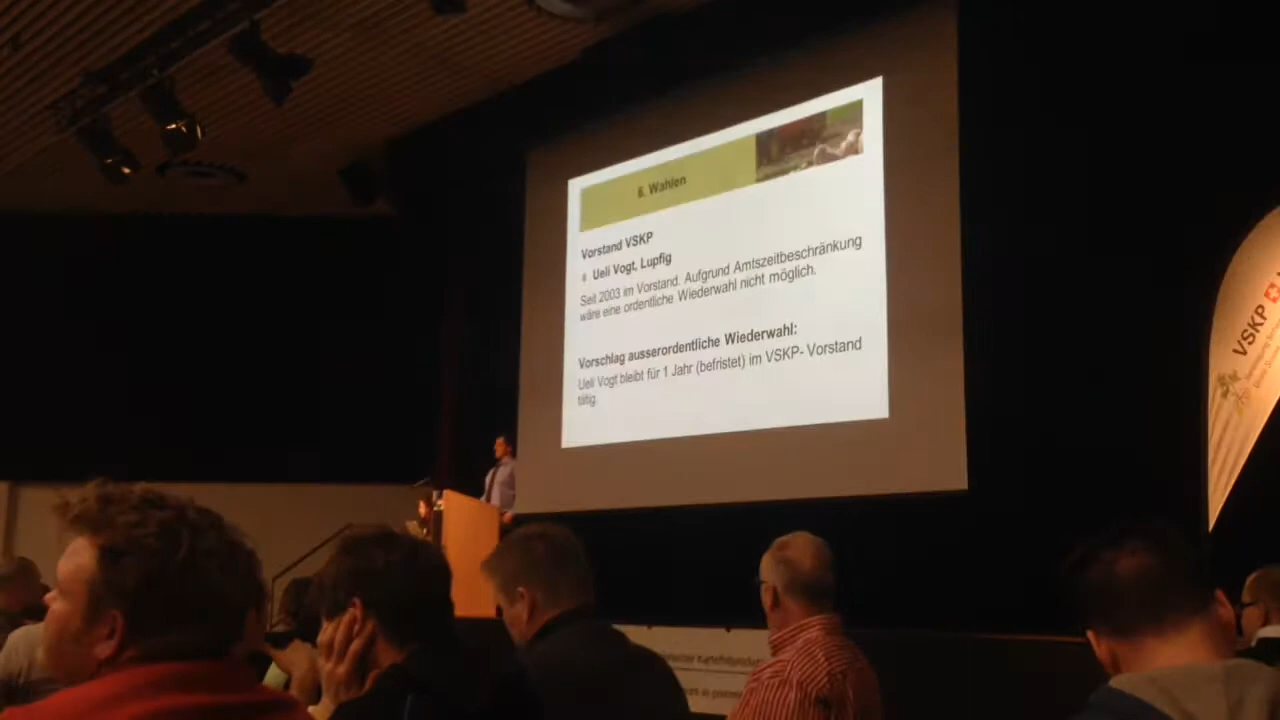 6. Wahlen
Vorstand VSKP
Ueli Vogt, Lupfig
Seit 2003 im Vorstand. Aufgrund Amtszeitbeschränkung
wäre eine ordentliche Wiederwahl nicht möglich.
Vorschlag ausserordentliche Wiederwahl:
Ueli Vogt bleibt für 1 Jahr (befristet) im VSKP- Vorstand
tätig.
VSKP